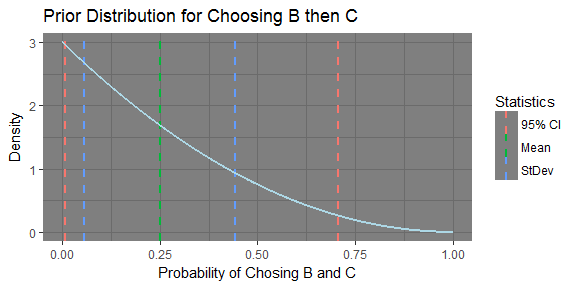 Prior Distribution for Choosing B then C
3
2
1
0
Density
0.00 0.25 0.50 0.75 1.00
Probability of Chosing B and C
Statistics
95% CI
Mean
StDev